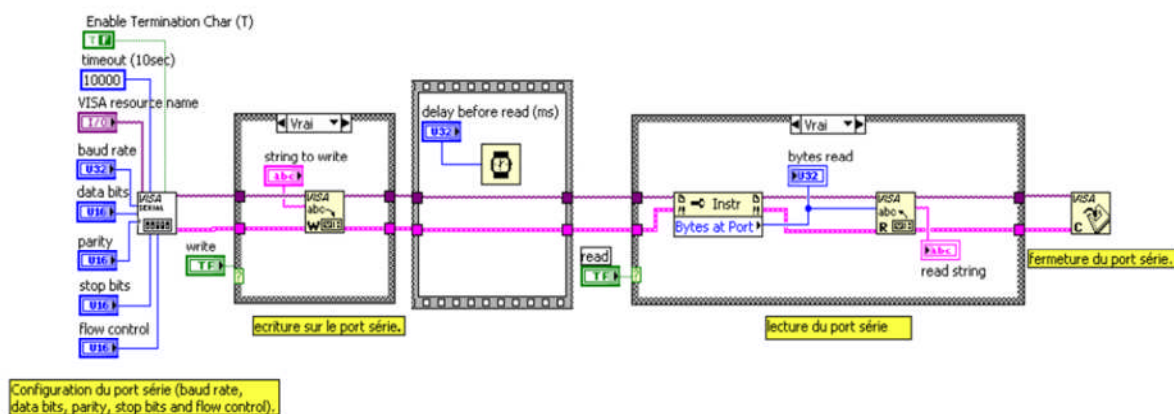 Enable Termination Char (T)
T F
timeout (10sec)
10000
VISA resource name
I/O
baud rate
U32
data bits
U16
parity
U16
stop bits
U16
flow control
U16
VISA
SERIAL
Configuration du port série (baud rate,
data bits, parity, stop bits and flow control).
Vrai
string to write
abc
VISA
abc
W
write
TF
ecriture sur le port série.
delay before read (ms)
U32
Vrai
bytes read
U32
Instr
Bytes at Port
VISA
abc
R
abc
read string
read
TF
lecture du port série
VISA
C
fermeture du port série.